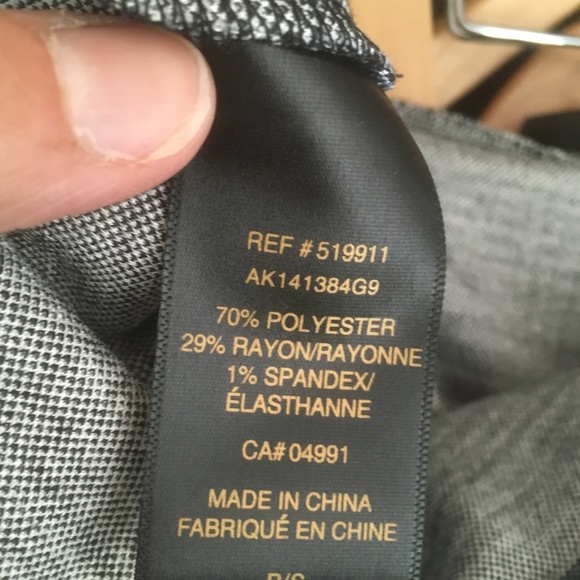 REF # 519911
AK141384G9
70% POLYESTER
29% RAYON/RAYONNE
1% SPANDEX/
ÉLASTHANNE
CA# 04991
MADE IN CHINA
FABRIQUÉ EN CHINE